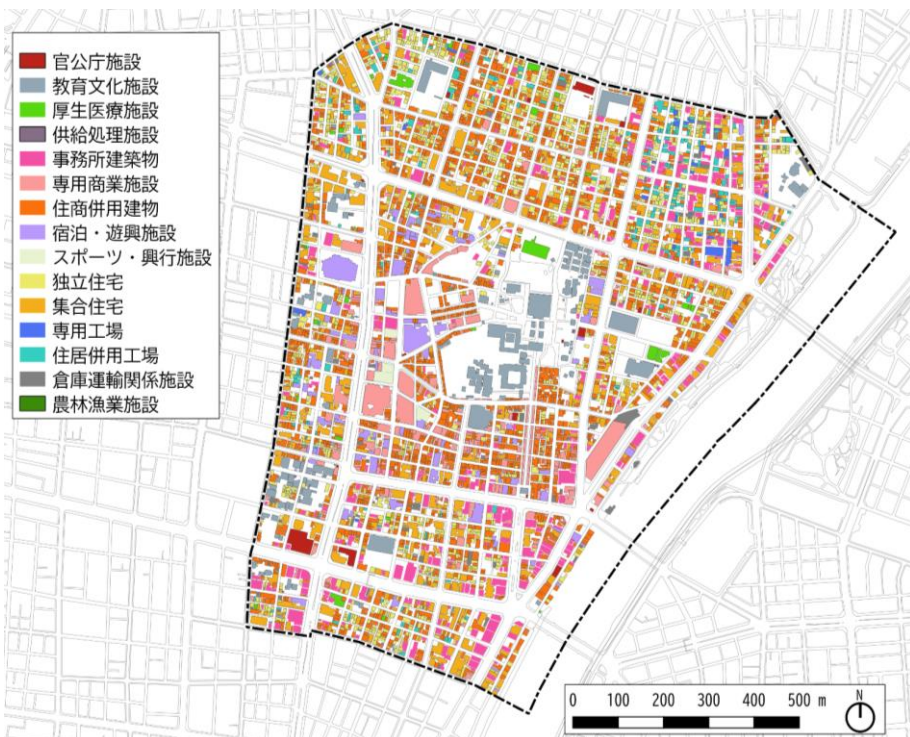 官公庁施設
教育文化施設
厚生医療施設
供給処理施設
事務所建築物
専用商業施設
住商併用建物
宿泊・遊興施設
スポーツ・興行施設
独立住宅
集合住宅
専用工場
住居併用工場
倉庫運輸関係施設
農林漁業施設
0 100 200 300 400 500 m
N